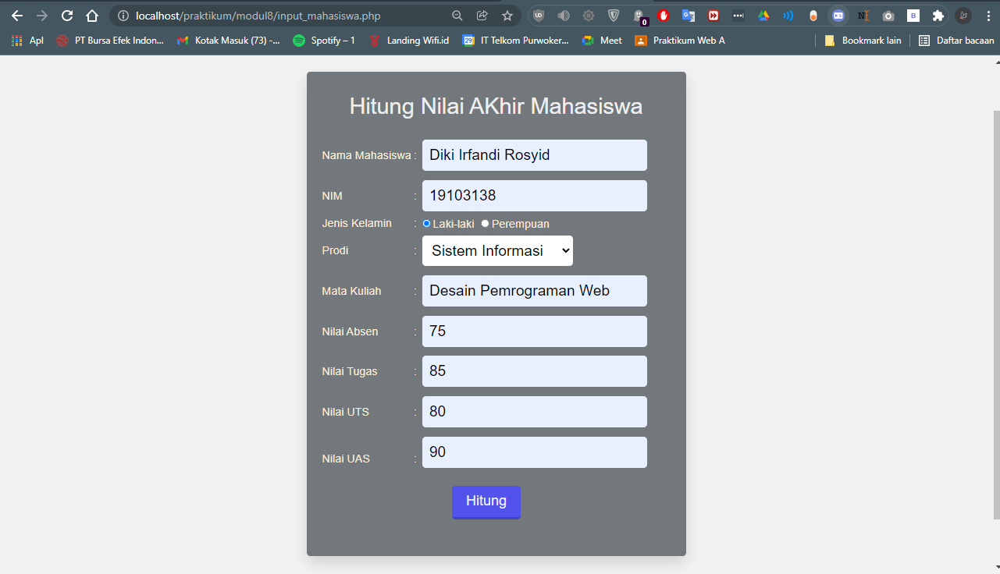 localhost/praktikum/modul8/input_mahasiswa.php
0
Apl PT Bursa Efek Indon... Kotak Masuk (73) -... Spotify – 1 Landing Wifi.id 29 IT Telkom Purwoker... Meet Praktikum Web A Bookmark lain Daftar bacaan
Hitung Nilai AKhir Mahasiswa
Nama Mahasiswa : Diki Irfandi Rosyid
NIM : 19103138
Jenis Kelamin : Laki-laki Perempuan
Prodi : Sistem Informasi
Mata Kuliah : Desain Pemrograman Web
Nilai Absen : 75
Nilai Tugas : 85
Nilai UTS : 80
Nilai UAS : 90
Hitung